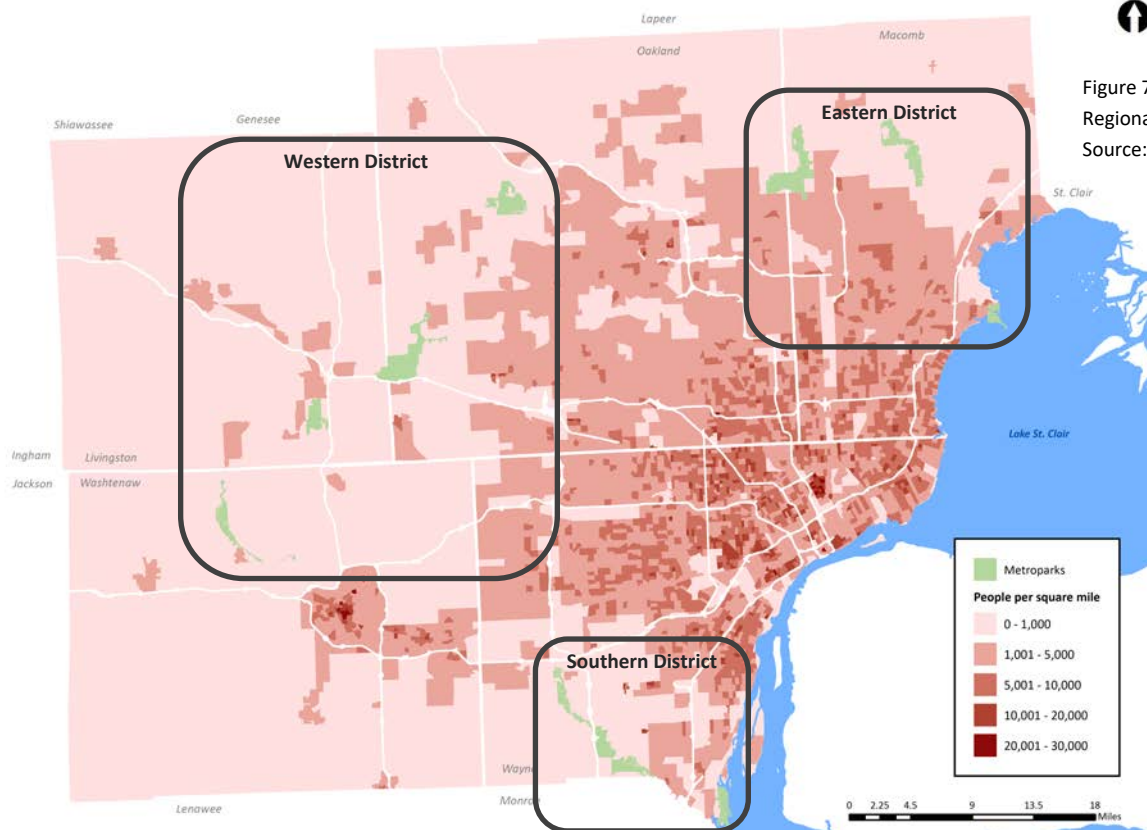 Lapeer
Oakland
Macomb
Figure 7
Regiona
Source:
Eastern District
Shiawassee
Genesee
Western District
St. Clair
Lake St. Clair
Ingham
Livingston
Jackson
Washtenaw
Metroparks
People per square mile
0 - 1,000
1,001 - 5,000
5,001 - 10,000
10,001 - 20,000
20,001 - 30,000
Southern District
Wayne
Monroe
Lenawee
0 2.25 4.5 9 13.5 18
Miles